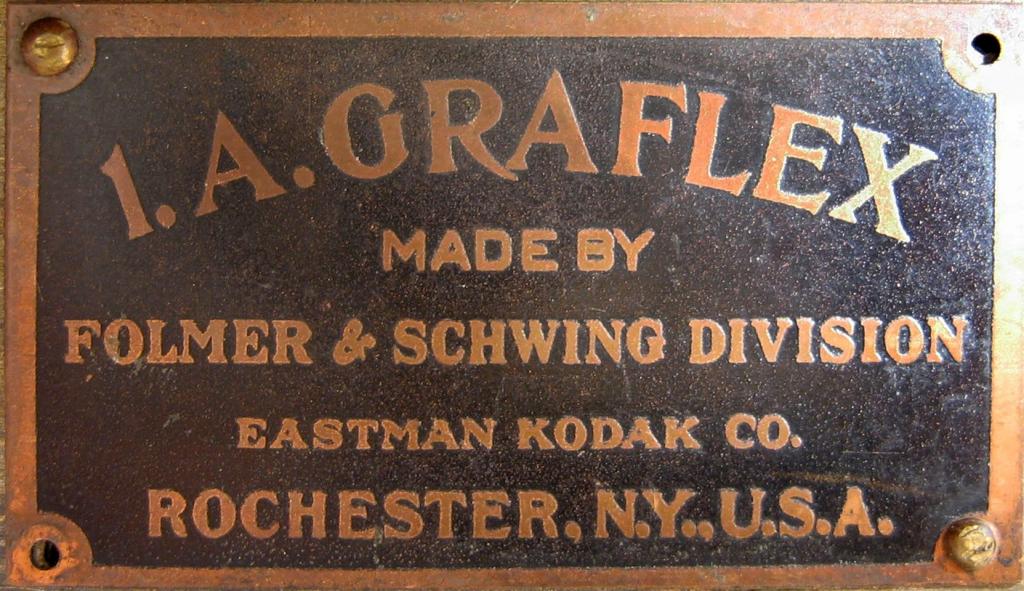 1. A. GRAFLEX
MADE BY
FOLMER & SCHWING DIVISION
EASTMAN KODAK CO.
ROCHESTER, N.Y., U.S.A.